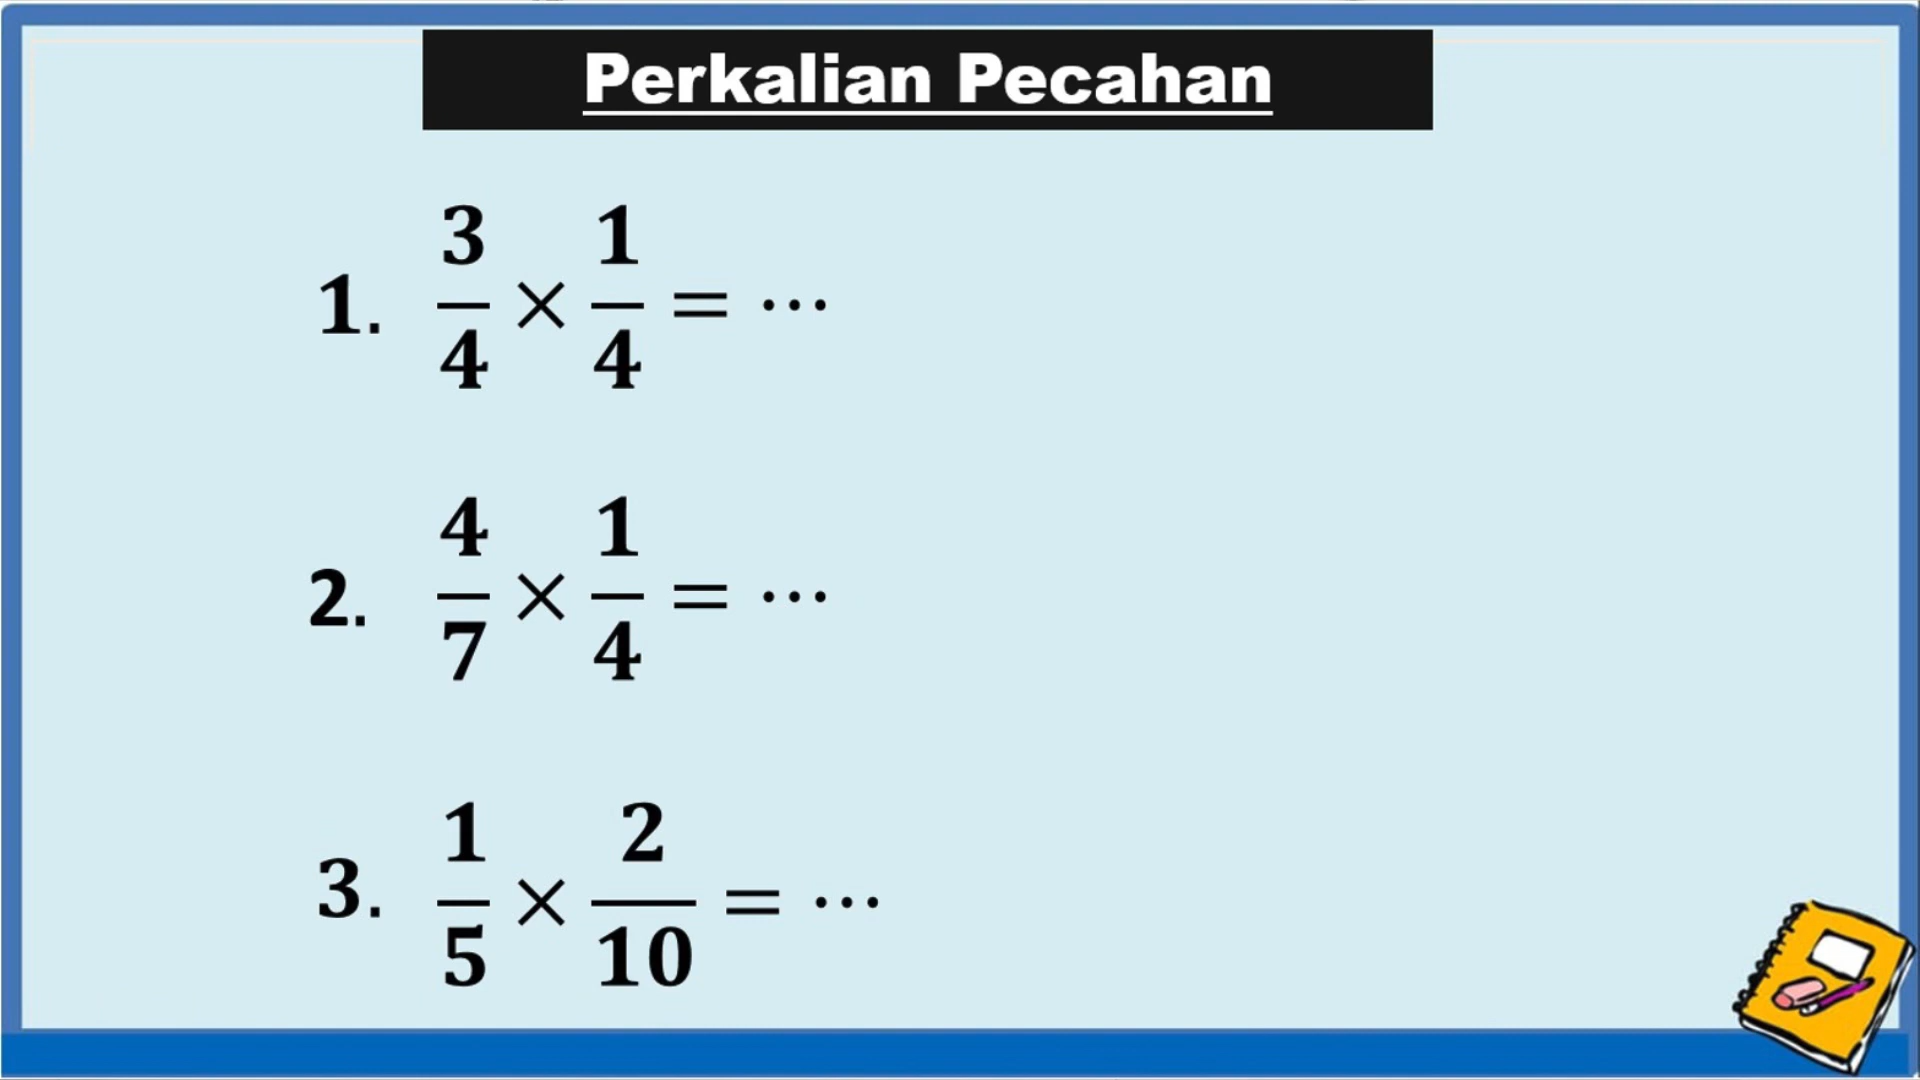 Perkalian Pecahan
1. 3/4 × 1/4 = ⋯
2. 4/7 × 1/4 = ⋯
3. 1/5 × 2/10 = ⋯